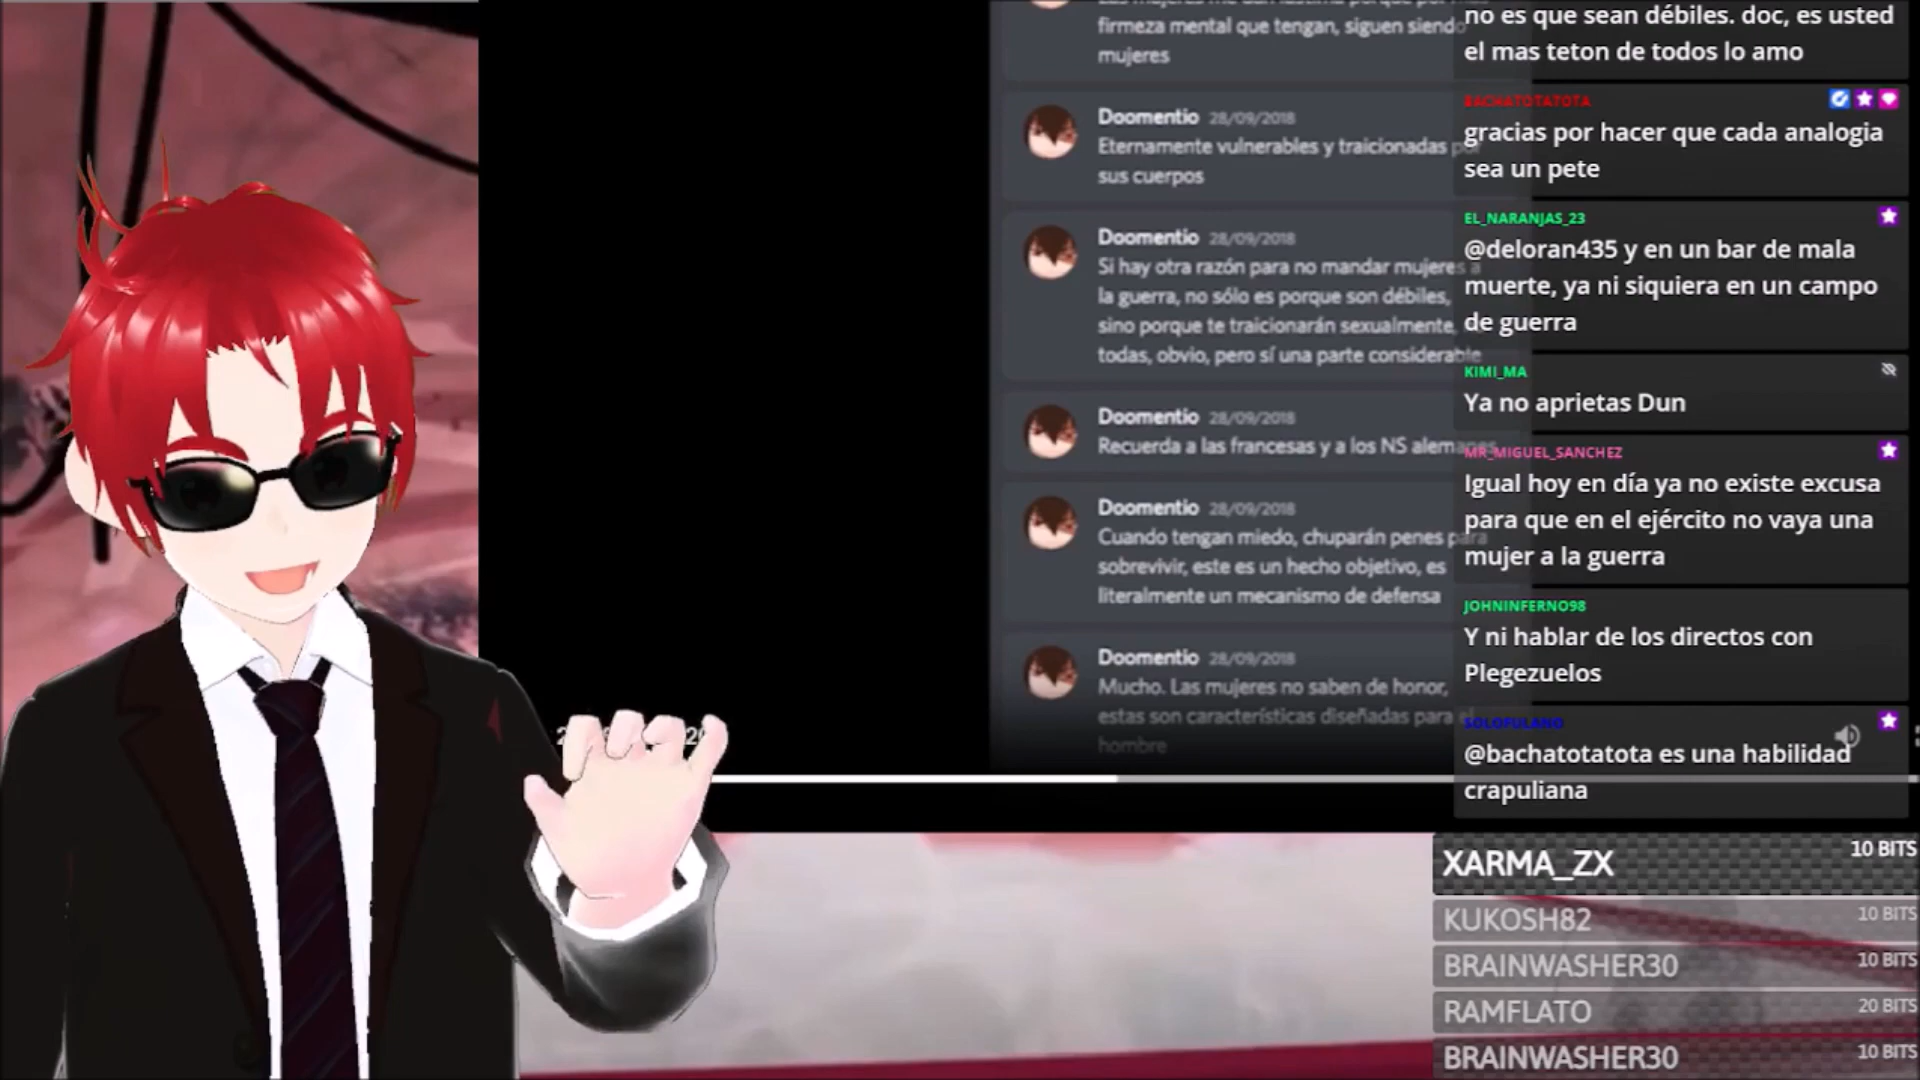 firmeza mental que tengan, siguen siendo
mujeres
Doomentio 28/09/2018
Eternamente vulnerables y traicionadas
sus cuerpos
Doomentio 28/09/2018
Si hay otra razón para no mandar mujeres a
la guerra, no sólo es porque son débiles,
sino porque te traicionarán sexualmente,
todas, obvio, pero sí una parte considerable
Doomentio 28/09/2018
Recuerda a las francesas y a los NS alemanes
Doomentio 28/09/2018
Cuando tengan miedo, chuparán penes para
sobrevivir, este es un hecho objetivo, es
literalmente un mecanismo de defensa
Doomentio 28/09/2018
Mucho. Las mujeres no saben de honor,
estas son características diseñadas para el
hombre
no es que sean débiles. doc, es usted
el mas teton de todos lo amo
BACHATOTATOTA
gracias por hacer que cada analogia
sea un pete
EL_NARANJAS_23
@deloran435 y en un bar de mala
muerte, ya ni siquiera en un campo
de guerra
KIMI_MA
Ya no aprietas Dun
MR_MIGUEL_SANCHEZ
Igual hoy en día ya no existe excusa
para que en el ejército no vaya una
mujer a la guerra
JOHNINFERNO98
Y ni hablar de los directos con
Plegezuelos
SOLOFULANO
@bachatotatota es una habilidad
crapuliana
XARMA_ZX 10 BITS
KUKOSH82 10 BITS
BRAINWASHER30 10 BITS
RAMFLATO 20 BITS
BRAINWASHER30 10 BITS